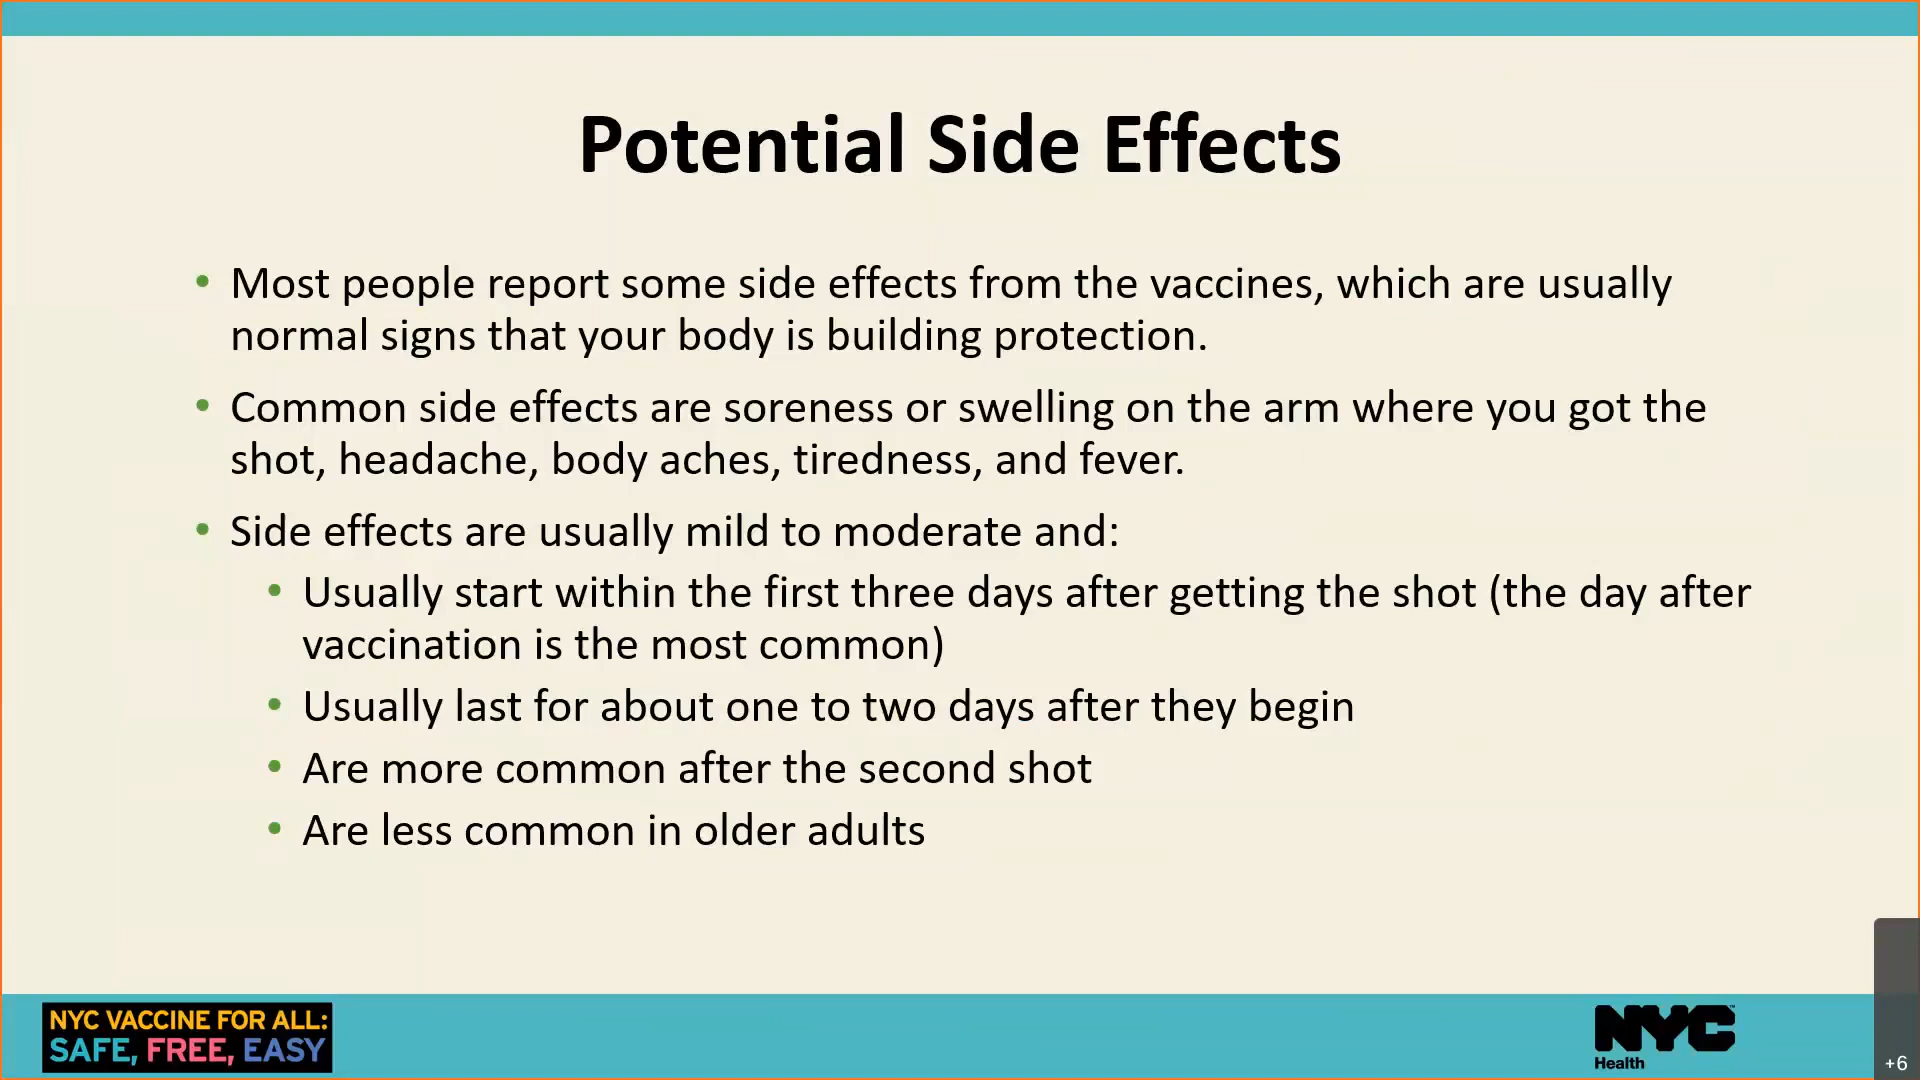 Potential Side Effects
• Most people report some side effects from the vaccines, which are usually
normal signs that your body is building protection.
• Common side effects are soreness or swelling on the arm where you got the
shot, headache, body aches, tiredness, and fever.
• Side effects are usually mild to moderate and:
• Usually start within the first three days after getting the shot (the day after
vaccination is the most common)
• Usually last for about one to two days after they begin
• Are more common after the second shot
• Are less common in older adults
NYC VACCINE FOR ALL:
SAFE, FREE, EASY
NYC
Health
+6